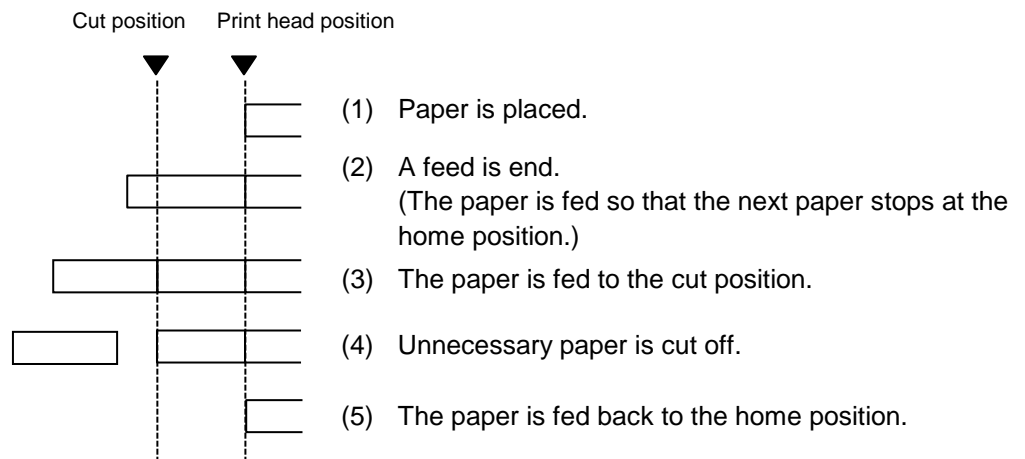 Cut position Print head position
(1) Paper is placed.
(2) A feed is end.
(The paper is fed so that the next paper stops at the
home position.)
(3) The paper is fed to the cut position.
(4) Unnecessary paper is cut off.
(5) The paper is fed back to the home position.